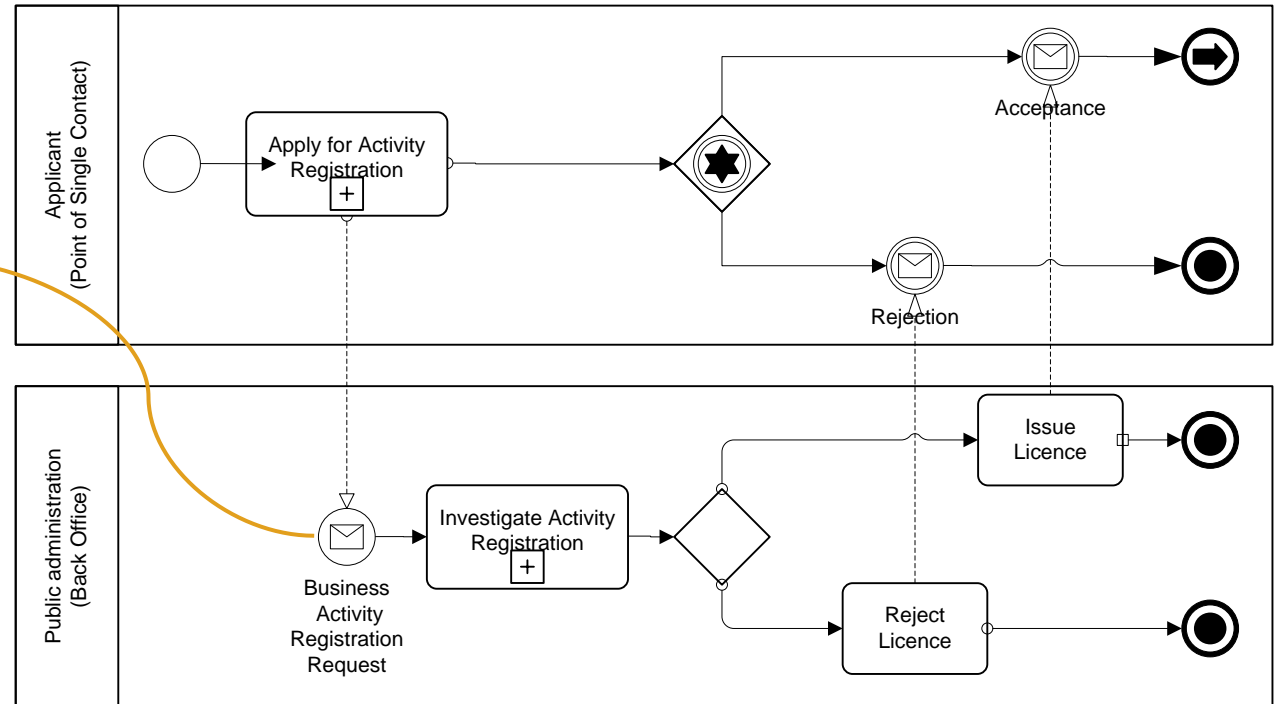 Applicant
(Point of Single Contact)
Apply for Activity
Registration
Acceptance
Rejection
Public administration
(Back Office)
Business
Activity
Registration
Request
Investigate Activity
Registration
Issue
Licence
Reject
Licence